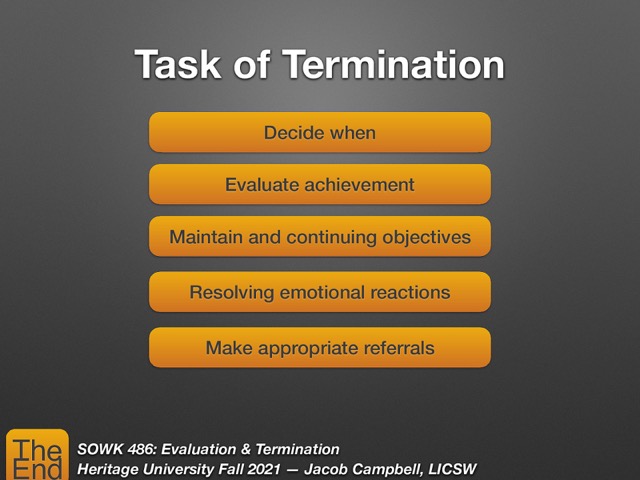 Task of Termination
Decide when
Evaluate achievement
Maintain and continuing objectives
Resolving emotional reactions
Make appropriate referrals
The
End
SOWK 486: Evaluation & Termination
Heritage University Fall 2021 — Jacob Campbell, LICSW